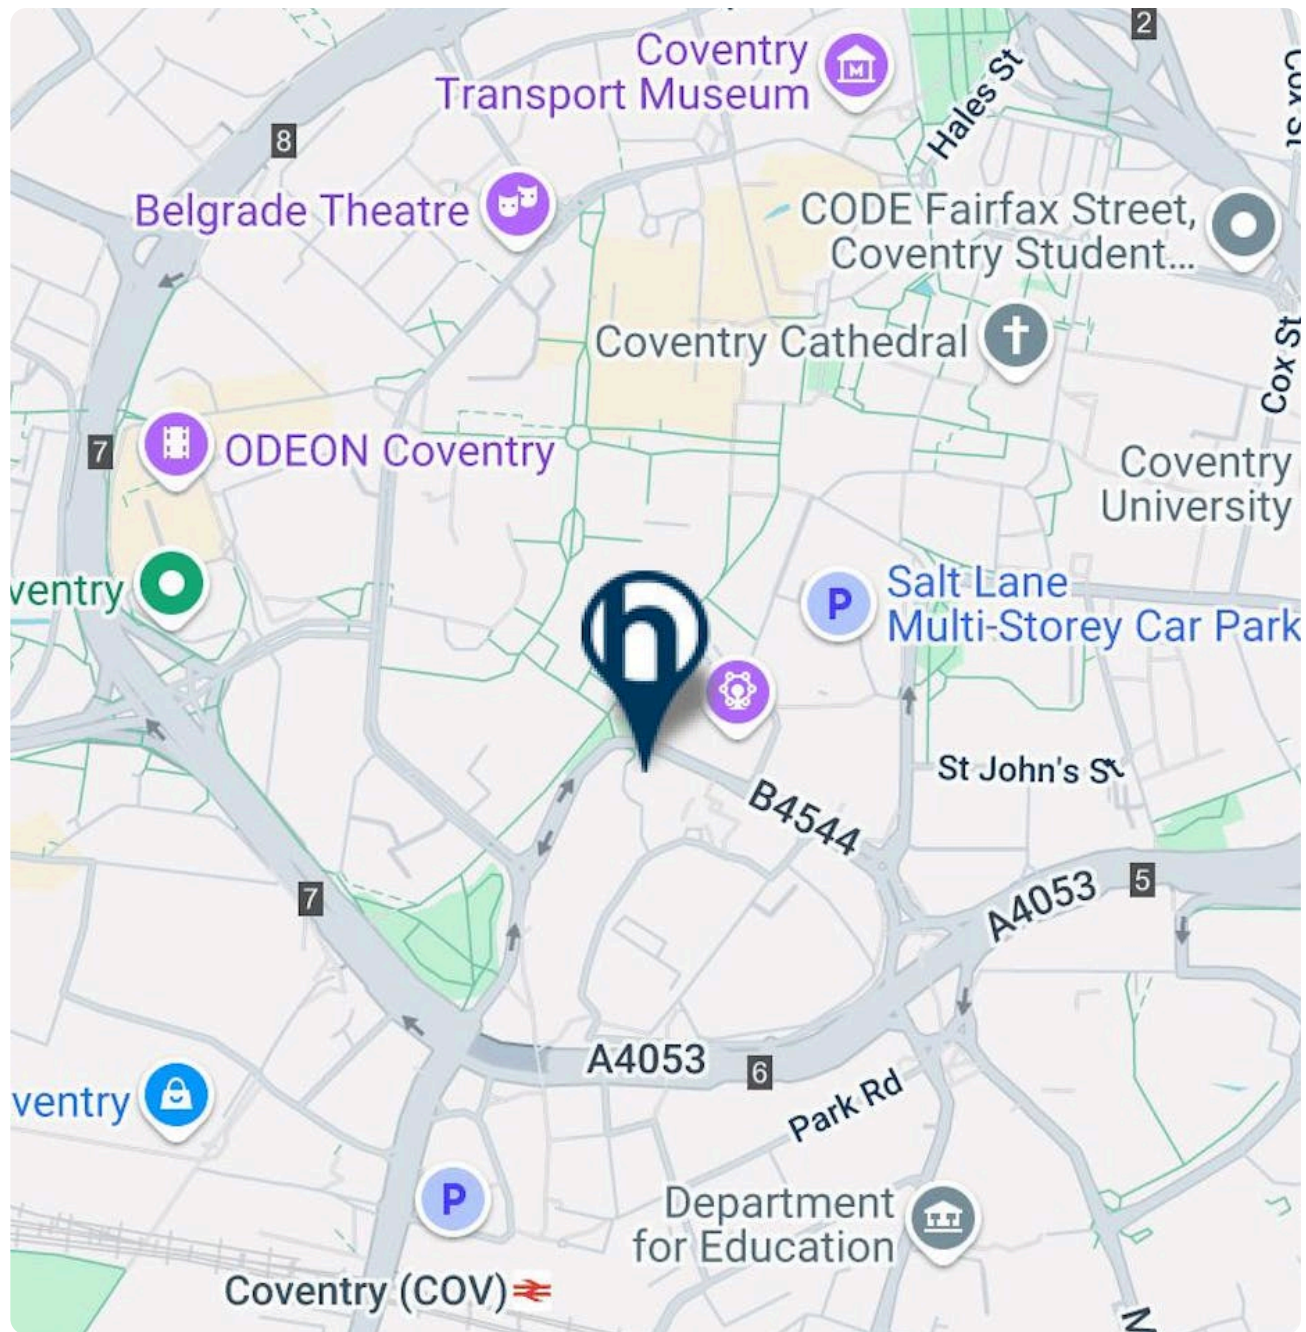 2
Coventry
Transport Museum
Hales St
Cox St
8
Belgrade Theatre
CODE Fairfax Street,
Coventry Student...
Coventry Cathedral
Cox St
7
ODEON Coventry
Coventry
University
ventry
h
P
Salt Lane
Multi-Storey Car Park
St John's St
B4544
7
A4053
5
A4053
6
ventry
Park Rd
P
Department
for Education
Coventry (COV)
N